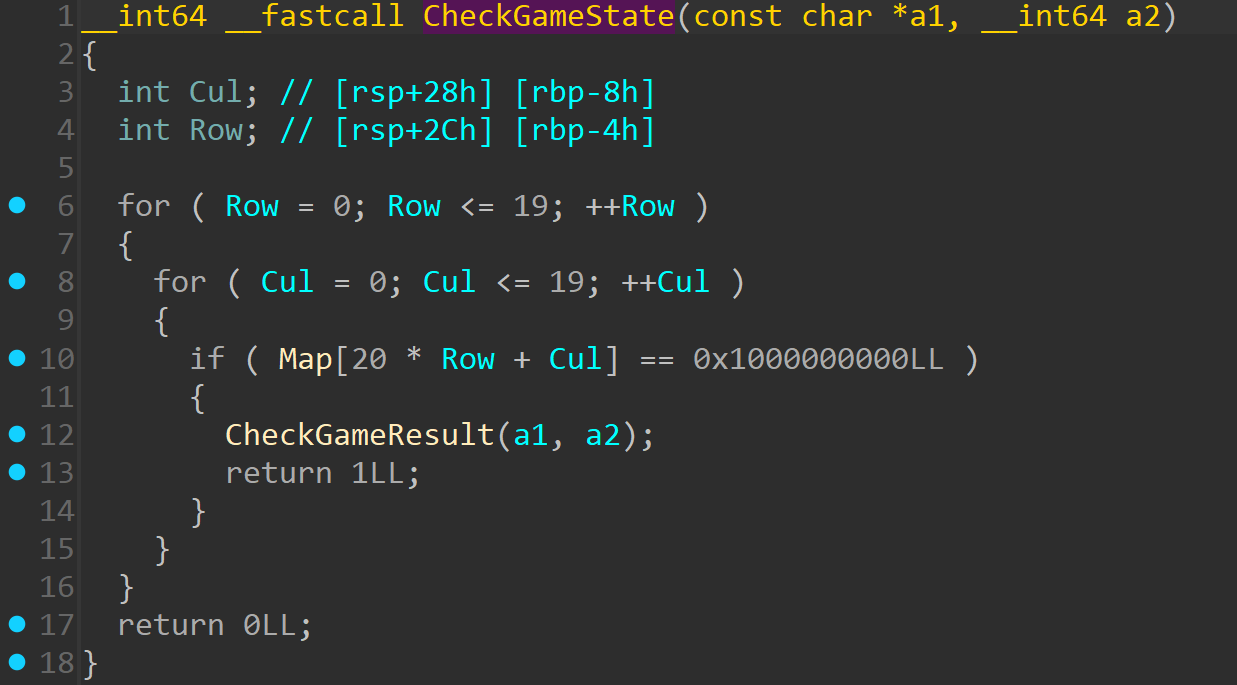 1 __int64 __fastcall CheckGameState(const char *a1, __int64 a2)
2 {
3 int Cul; // [rsp+28h] [rbp-8h]
4 int Row; // [rsp+2Ch] [rbp-4h]
5
6 for ( Row = 0; Row <= 19; ++Row )
7 {
8 for ( Cul = 0; Cul <= 19; ++Cul )
9 {
10 if ( Map[20 * Row + Cul] == 0x1000000000LL )
11 {
12 CheckGameResult(a1, a2);
13 return 1LL;
14 }
15 }
16 }
17 return 0LL;
18 }